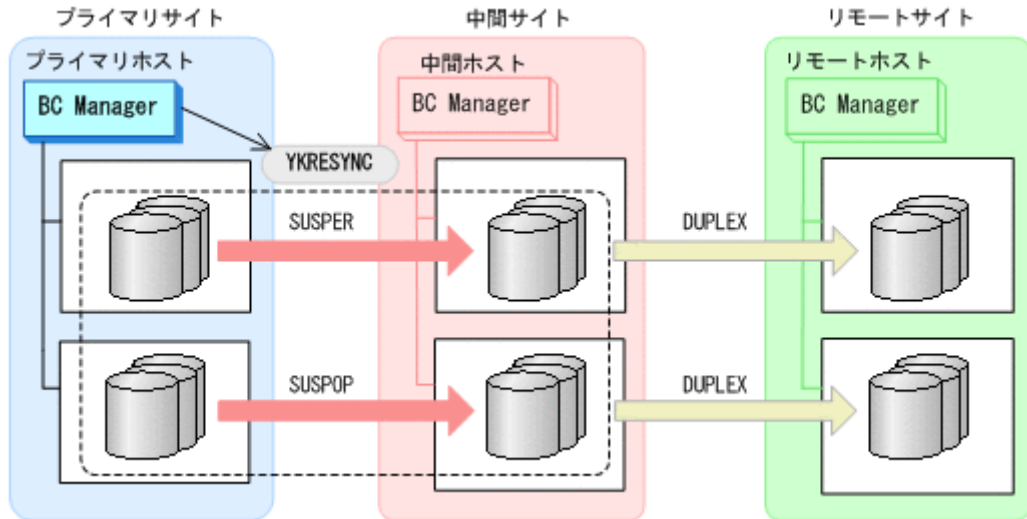 プライマリサイト
中間サイト
リモートサイト
プライマリホスト
中間ホスト
リモートホスト
BC Manager
BC Manager
BC Manager
YKRESYNC
SUSPER
DUPLEX
SUSPOP
DUPLEX